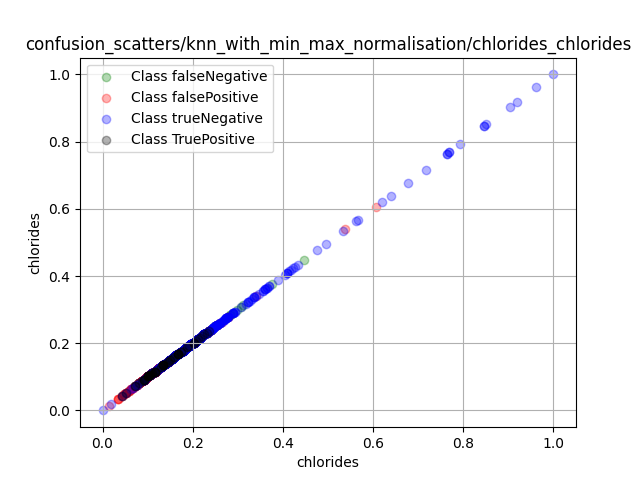 confusion_scatters/knn_with_min_max_normalisation/chlorides_chlorides
Class falseNegative
Class falsePositive
Class trueNegative
Class TruePositive
1.0
0.8
0.6
0.4
0.2
0.0
chlorides
0.0 0.2 0.4 0.6 0.8 1.0
chlorides